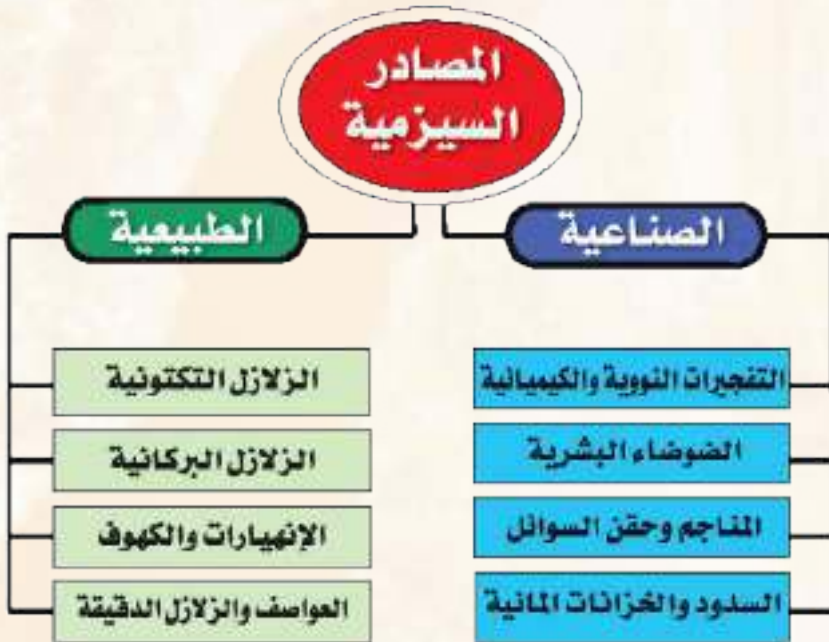 المصادر
السيزمية
الصناعية
الطبيعية
التفجيرات النووية والكيميائية
الزلازل التكتونية
الضوضاء البشرية
الزلازل البركانية
المناجم وحقن السوائل
الإنهيارات والكهوف
السدود والخزانات المائية
العواصف والزلازل الدقيقة